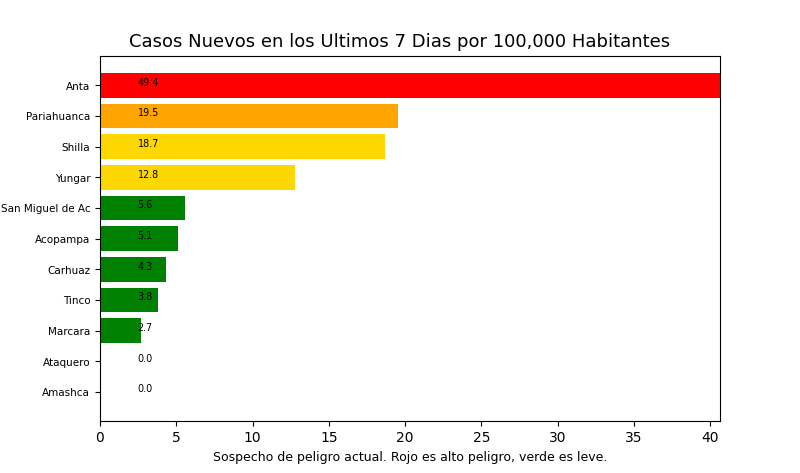 Casos Nuevos en los Ultimos 7 Dias por 100,000 Habitantes
Anta 49.4
Pariahuanca 19.5
Shilla 18.7
Yungar 12.8
San Miguel de Ac 5.6
Acopampa 5.1
Carhuaz 4.3
Tinco 3.8
Marcara 2.7
Ataquero 0.0
Amashca 0.0
0 5 10 15 20 25 30 35 40
Sospecho de peligro actual. Rojo es alto peligro, verde es leve.